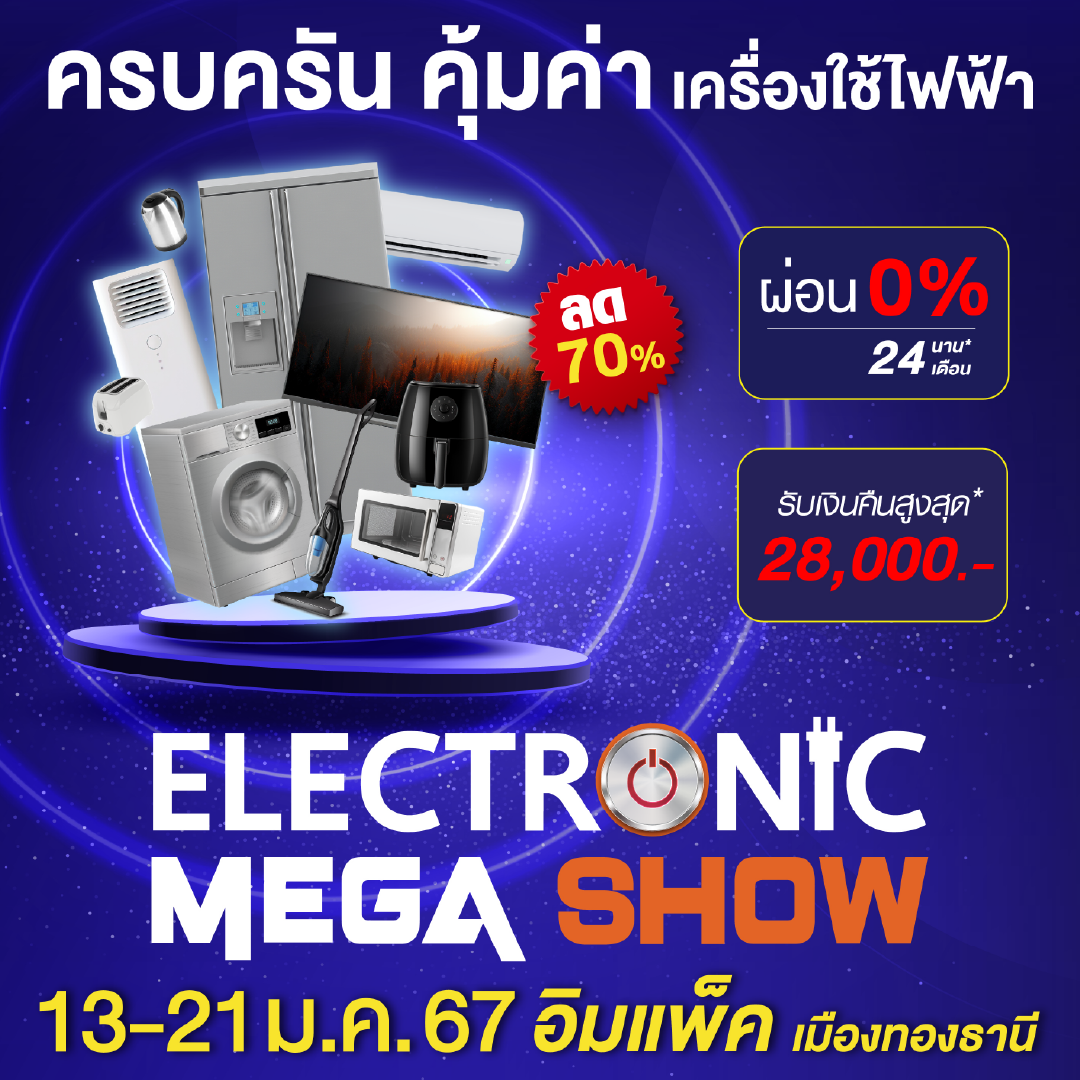 ครบครัน คุ้มค่า เครื่องใช้ไฟฟ้า
ลด
70%
ผ่อน 0%
24 นาน*
เดือน
รับเงินคืนสูงสุด*
28,000.-
ELECTRONIC
MEGA SHOW
13-21 ม.ค. 67 อิมแพ็ค เมืองทองธานี